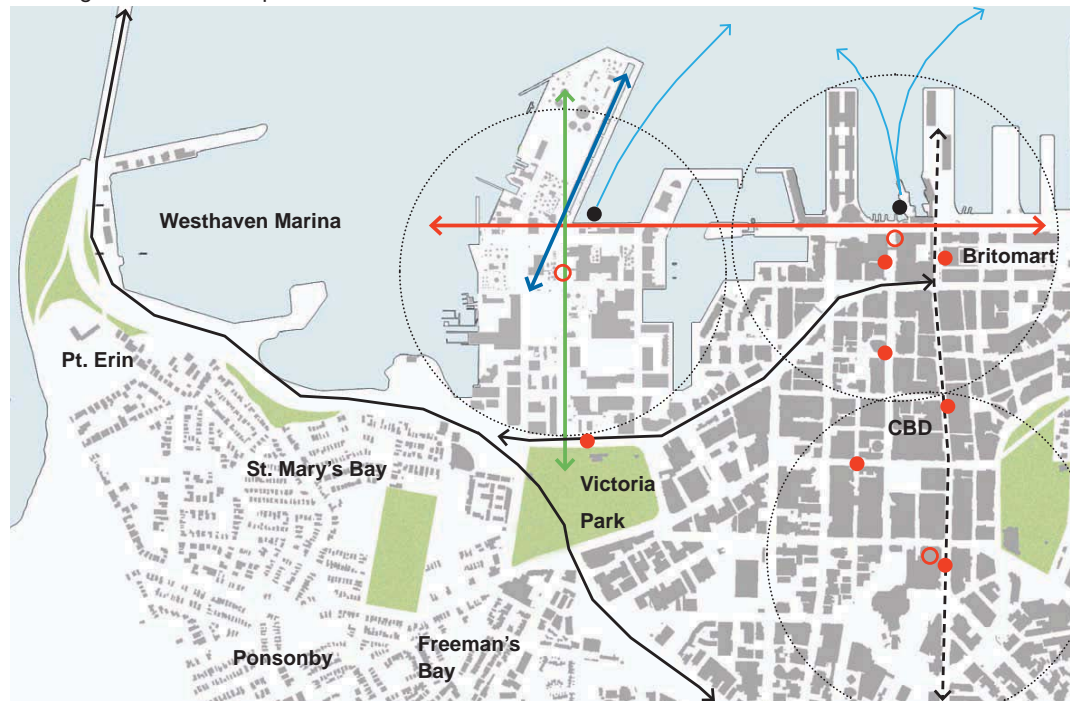 Westhaven Marina
Britomart
Pt. Erin
CBD
St. Mary's Bay
Victoria
Park
Freeman's
Bay
Ponsonby